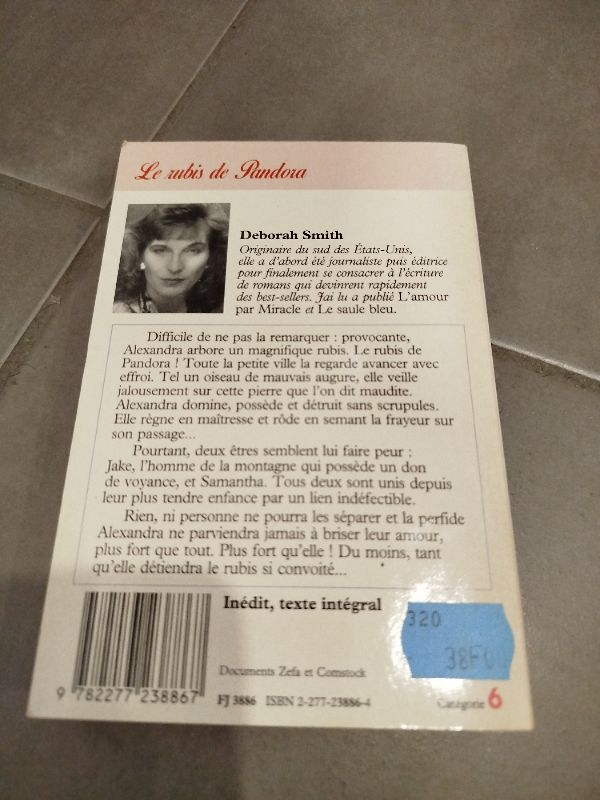 Le rubis de Pandora
Deborah Smith
Originaire du sud des États-Unis,
elle a d'abord été journaliste puis éditrice
pour finalement se consacrer à l'écriture
de romans qui devinrent rapidement
des best-sellers. J'ai lu a publié L'amour
par Miracle et Le saule bleu.
Difficile de ne pas la remarquer : provocante,
Alexandra arbore un magnifique rubis. Le rubis de
Pandora ! Toute la petite ville la regarde avancer avec
effroi. Tel un oiseau de mauvais augure, elle veille
jalousement sur cette pierre que l'on dit maudite.
Alexandra domine, possède et détruit sans scrupules.
Elle règne en maîtresse et rôde en semant la frayeur sur
son passage...
Pourtant, deux êtres semblent lui faire peur :
Jake, l'homme de la montagne qui possède un don
de voyance, et Samantha. Tous deux sont unis depuis
leur plus tendre enfance par un lien indéfectible.
Rien, ni personne ne pourra les séparer et la perfide
Alexandra ne parviendra jamais à briser leur amour,
plus fort que tout. Plus fort qu'elle ! Du moins, tant
qu'elle détiendra le rubis si convoité...
Inédit, texte intégral
320
38F00
Documents Zefa et Comstock
9 782277 238867
FJ 3886 ISBN 2-277-23886-4
Catégorie 6